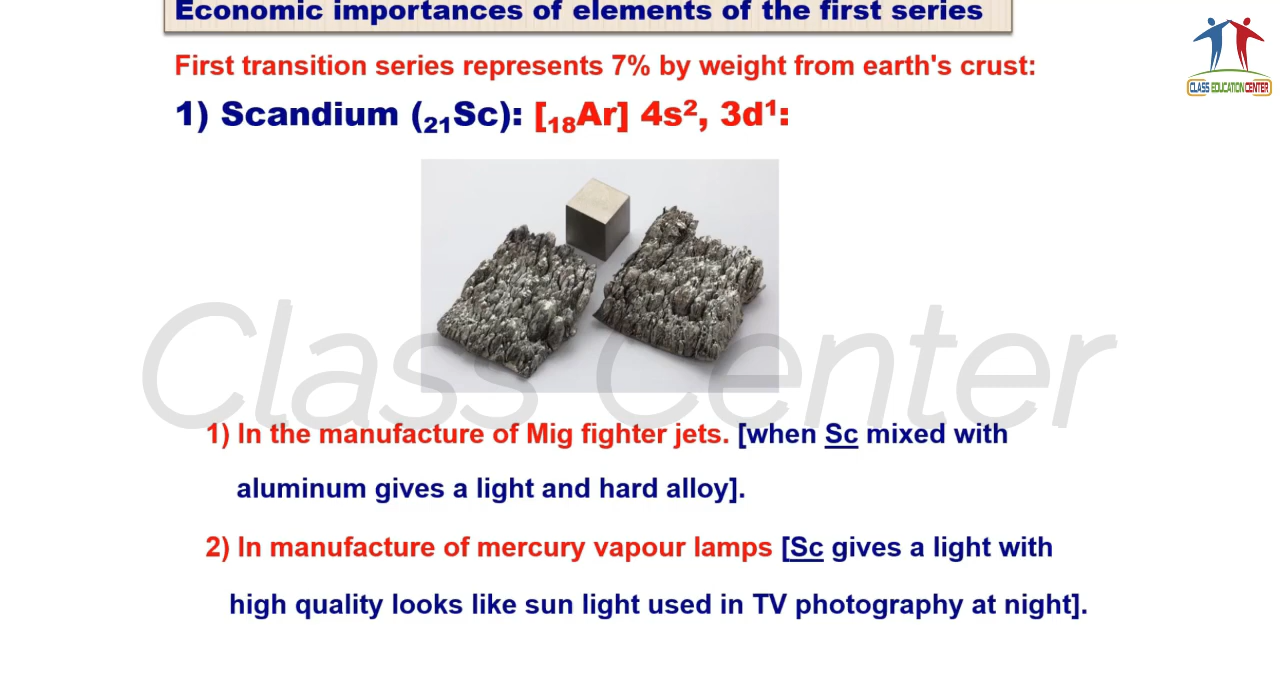 Economic importances of elements of the first series
CLASS EDUCATION CENTER
First transition series represents 7% by weight from earth's crust:
1) Scandium (₂₁Sc): [₁₈Ar] 4s², 3d¹:
Class Center
1) In the manufacture of Mig fighter jets. [when Sc mixed with
aluminum gives a light and hard alloy].
2) In manufacture of mercury vapour lamps [Sc gives a light with
high quality looks like sun light used in TV photography at night].